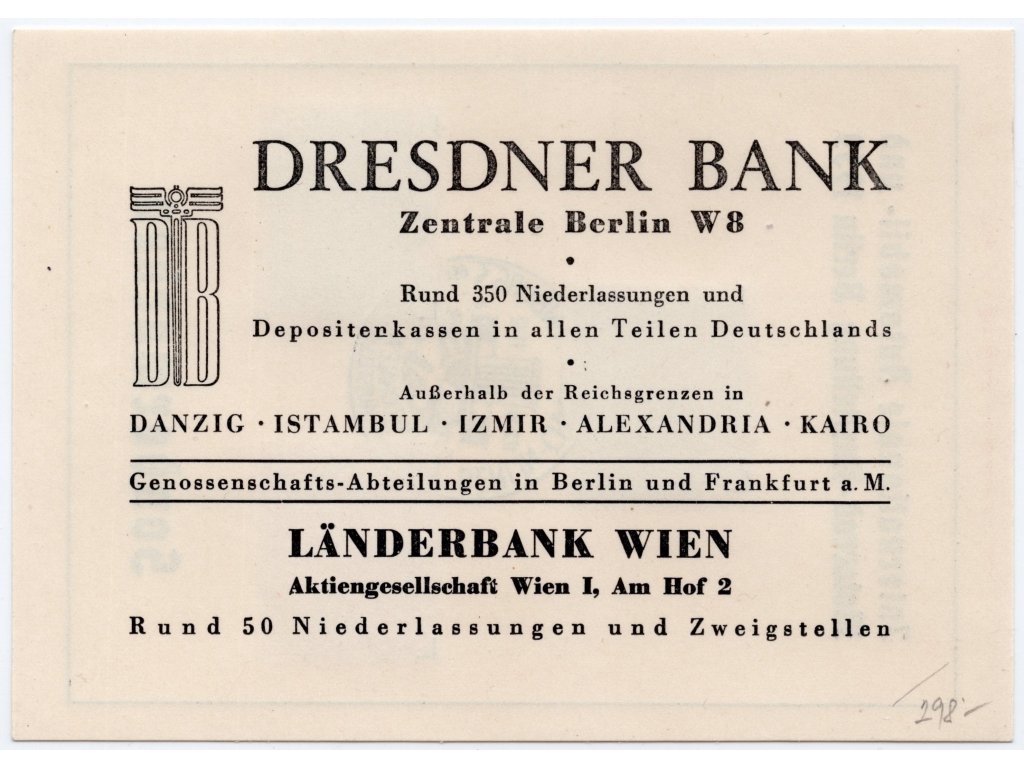 DRESDNER BANK
Zentrale Berlin W8
•
Rund 350 Niederlassungen und
Depositenkassen in allen Teilen Deutschlands
•
Außerhalb der Reichsgrenzen in
DANZIG · ISTAMBUL · IZMIR · ALEXANDRIA · KAIRO
Genossenschafts-Abteilungen in Berlin und Frankfurt a. M.
LÄNDERBANK WIEN
Aktiengesellschaft Wien I, Am Hof 2
Rund 50 Niederlassungen und Zweigstellen
DB
298.-